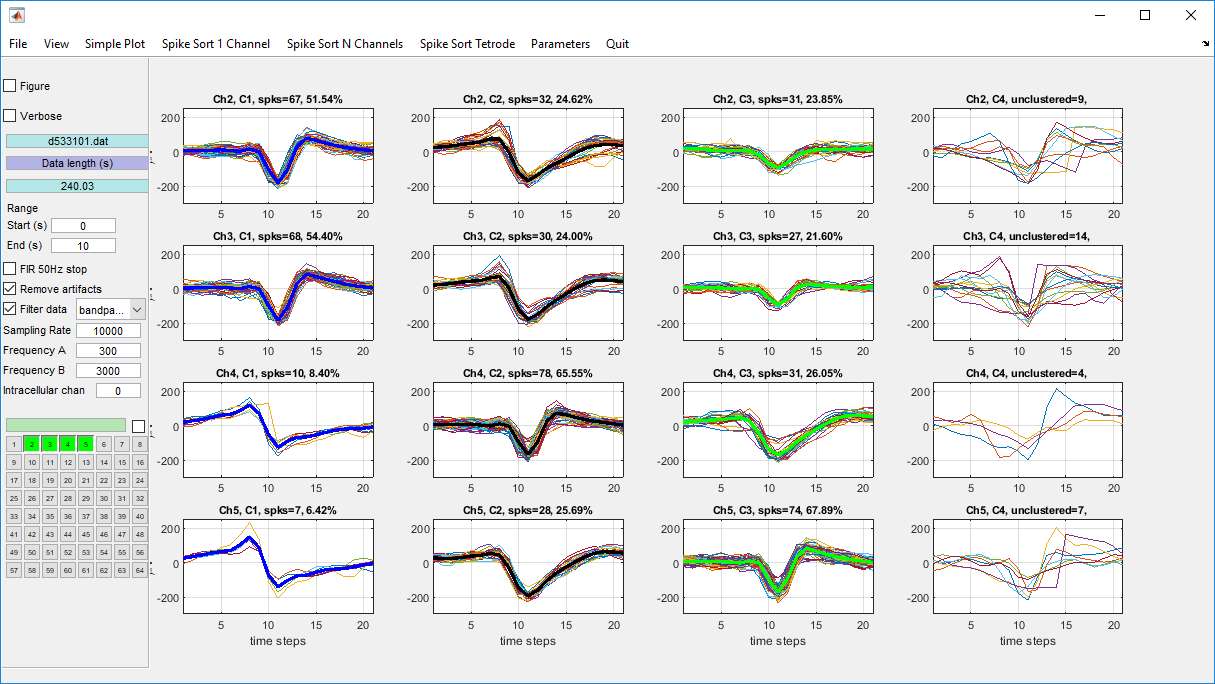 File View Simple Plot Spike Sort 1 Channel Spike Sort N Channels Spike Sort Tetrode Parameters Quit
Figure
Verbose
d533101.dat
Data length (s)
240.03
Range
Start (s) 0
End (s) 10
FIR 50Hz stop
Remove artifacts
Filter data bandpa...
Sampling Rate 10000
Frequency A 300
Frequency B 3000
Intracellular chan 0
1 2 3 4 5 6 7 8
9 10 11 12 13 14 15 16
17 18 19 20 21 22 23 24
25 26 27 28 29 30 31 32
33 34 35 36 37 38 39 40
41 42 43 44 45 46 47 48
49 50 51 52 53 54 55 56
57 58 59 60 61 62 63 64
Ch2, C1, spks=67, 51.54%
200
0
-200
5 10 15 20
Ch2, C2, spks=32, 24.62%
200
0
-200
5 10 15 20
Ch2, C3, spks=31, 23.85%
200
0
-200
5 10 15 20
Ch2, C4, unclustered=9,
200
0
-200
5 10 15 20
Ch3, C1, spks=68, 54.40%
200
0
-200
5 10 15 20
Ch3, C2, spks=30, 24.00%
200
0
-200
5 10 15 20
Ch3, C3, spks=27, 21.60%
200
0
-200
5 10 15 20
Ch3, C4, unclustered=14,
200
0
-200
5 10 15 20
Ch4, C1, spks=10, 8.40%
200
0
-200
5 10 15 20
Ch4, C2, spks=78, 65.55%
200
0
-200
5 10 15 20
Ch4, C3, spks=31, 26.05%
200
0
-200
5 10 15 20
Ch4, C4, unclustered=4,
200
0
-200
5 10 15 20
Ch5, C1, spks=7, 6.42%
200
0
-200
5 10 15 20
time steps
Ch5, C2, spks=28, 25.69%
200
0
-200
5 10 15 20
time steps
Ch5, C3, spks=74, 67.89%
200
0
-200
5 10 15 20
time steps
Ch5, C4, unclustered=7,
200
0
-200
5 10 15 20
time steps